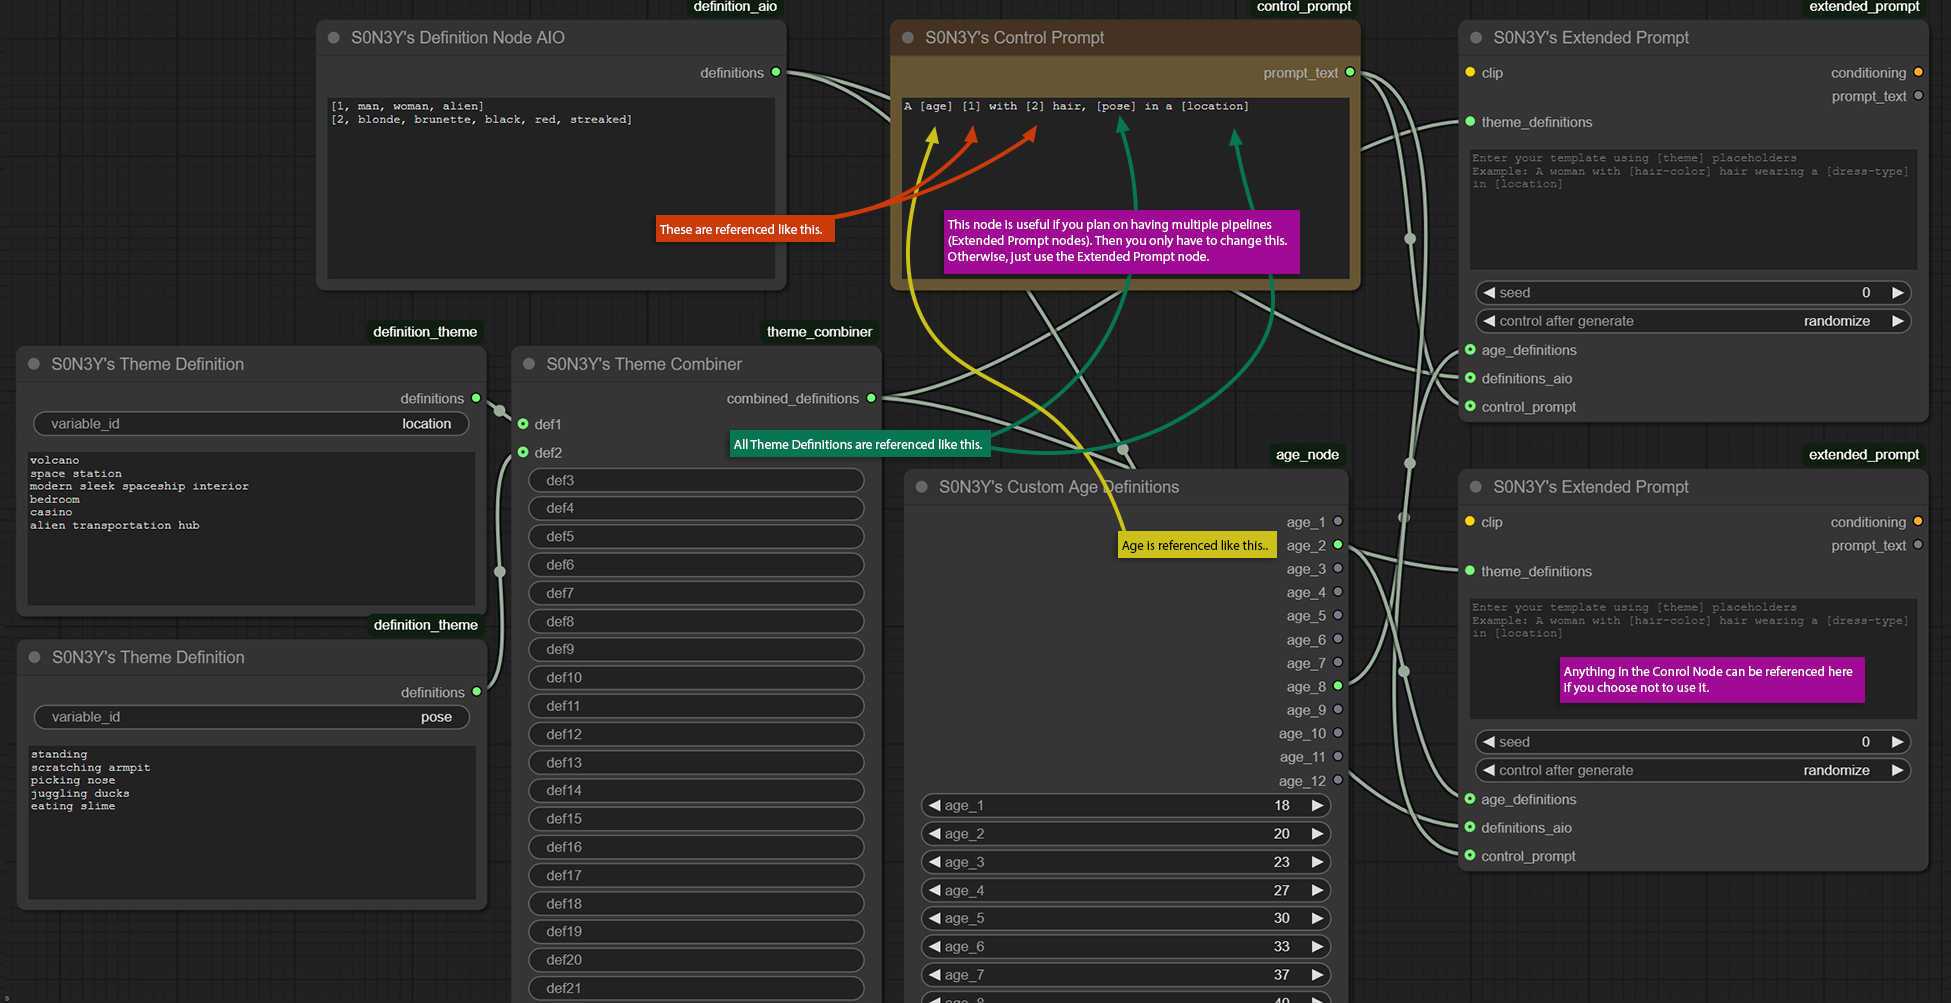 definition_aio
S0N3Y's Definition Node AIO
definitions
[1, man, woman, alien]
[2, blonde, brunette, black, red, streaked]
These are referenced like this.
control_prompt
S0N3Y's Control Prompt
prompt_text
A [age] [1] with [2] hair, [pose] in a [location]
This node is useful if you plan on having multiple pipelines
(Extended Prompt nodes). Then you only have to change this.
Otherwise, just use the Extended Prompt node.
extended_prompt
S0N3Y's Extended Prompt
clip
conditioning
prompt_text
theme_definitions
Enter your template using [theme] placeholders
Example: A woman with [hair-color] hair wearing a [dress-type]
in [location]
seed
0
control after generate
randomize
age_definitions
definitions_aio
control_prompt
definition_theme
S0N3Y's Theme Definition
definitions
variable_id
location
volcano
space station
modern sleek spaceship interior
bedroom
casino
alien transportation hub
definition_theme
S0N3Y's Theme Definition
definitions
variable_id
pose
standing
scratching armpit
picking nose
juggling ducks
eating slime
theme_combiner
S0N3Y's Theme Combiner
combined_definitions
def1
def2
def3
def4
def5
def6
def7
def8
def9
def10
def11
def12
def13
def14
def15
def16
def17
def18
def19
def20
def21
All Theme Definitions are referenced like this.
age_node
S0N3Y's Custom Age Definitions
Age is referenced like this..
age_1
age_2
age_3
age_4
age_5
age_6
age_7
age_8
age_9
age_10
age_11
age_12
age_1
18
age_2
20
age_3
23
age_4
27
age_5
30
age_6
33
age_7
37
age_8
40
extended_prompt
S0N3Y's Extended Prompt
clip
conditioning
prompt_text
theme_definitions
Enter your template using [theme] placeholders
Example: A woman with [hair-color] hair wearing a [dress-type]
in [location]
Anything in the Conrol Node can be referenced here
if you choose not to use it.
seed
0
control after generate
randomize
age_definitions
definitions_aio
control_prompt
s